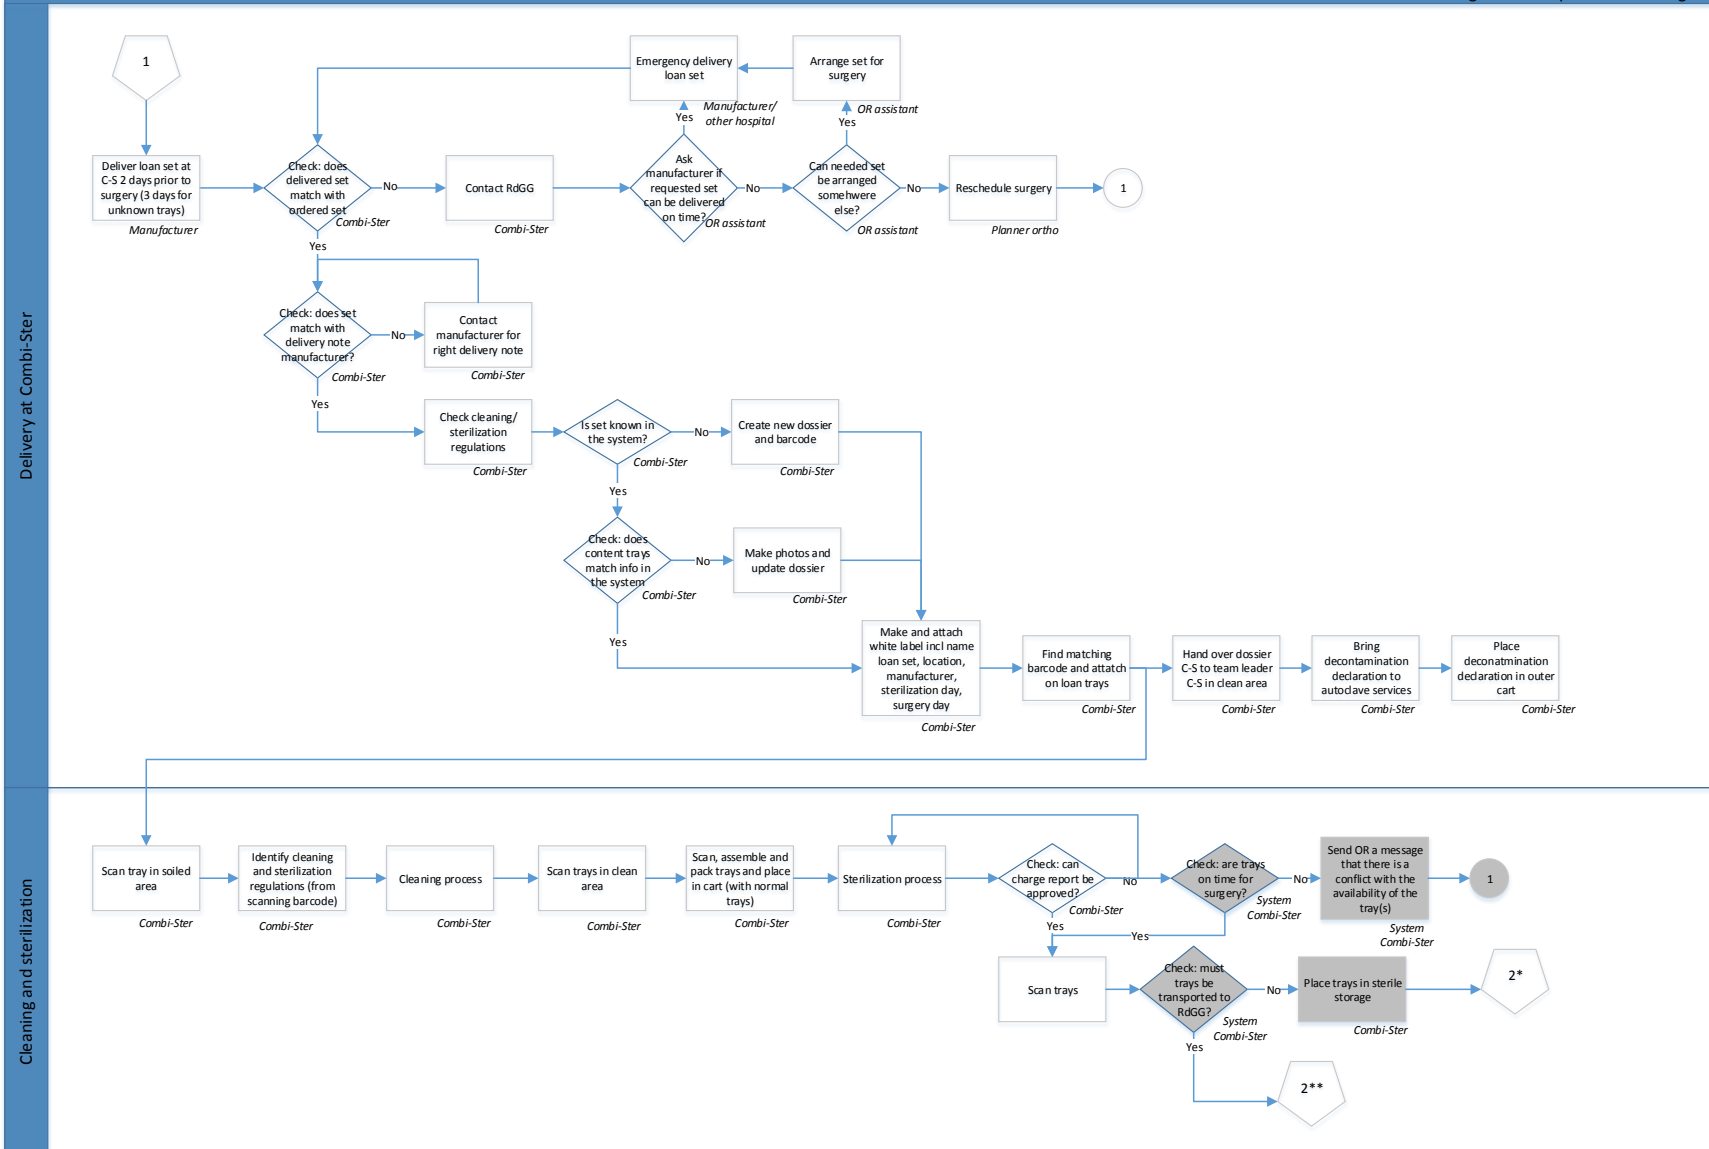 Delivery at Combi-Ster
1
Deliver loan set at
C-S 2 days prior to
surgery (3 days for
unknown trays)
Manufacturer
Check: does
delivered set
match with
ordered set
Combi-Ster
No
Contact RdGG
Combi-Ster
Emergency delivery
loan set
Manufacturer/
other hospital
Yes
Ask
manufacturer if
requested set
can be delivered
on time?
OR assistant
No
Arrange set for
surgery
OR assistant
Yes
Can needed set
be arranged
somehwere
else?
OR assistant
No
Reschedule surgery
Planner ortho
1
Yes
Check: does set
match with
delivery note
manufacturer?
Combi-Ster
No
Contact
manufacturer for
right delivery note
Combi-Ster
Yes
Check cleaning/
sterilization
regulations
Combi-Ster
Is set known in
the system?
Combi-Ster
No
Create new dossier
and barcode
Combi-Ster
Yes
Check: does
content trays
match info in
the system
Combi-Ster
No
Make photos and
update dossier
Combi-Ster
Yes
Make and attach
white label incl name
loan set, location,
manufacturer,
sterilization day,
surgery day
Combi-Ster
Find matching
barcode and attatch
on loan trays
Combi-Ster
Hand over dossier
C-S to team leader
C-S in clean area
Combi-Ster
Bring
decontamination
declaration to
autoclave services
Combi-Ster
Place
deconatmination
declaration in outer
cart
Combi-Ster
Cleaning and sterilization
Scan tray in soiled
area
Combi-Ster
Identify cleaning
and sterilization
regulations (from
scanning barcode)
Combi-Ster
Cleaning process
Combi-Ster
Scan trays in clean
area
Combi-Ster
Scan, assemble and
pack trays and place
in cart (with normal
trays)
Combi-Ster
Sterilization process
Combi-Ster
Check: can
charge report be
approved?
Combi-Ster
No
Check: are trays
on time for
surgery?
System
Combi-Ster
No
Send OR a message
that there is a
conflict with the
availability of the
tray(s)
System
Combi-Ster
1
Yes
Yes
Scan trays
Check: must
trays be
transported to
RdGG?
System
Combi-Ster
No
Place trays in sterile
storage
Combi-Ster
2*
Yes
2**